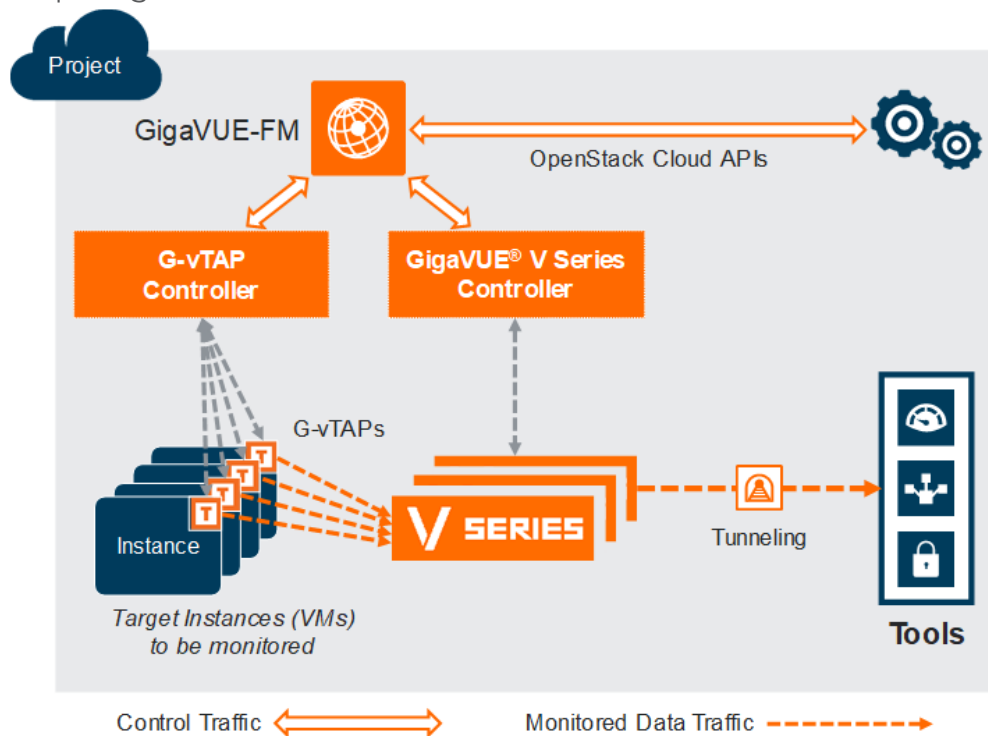 Project
GigaVUE-FM
OpenStack Cloud APIs
G-vTAP
Controller
GigaVUE® V Series
Controller
G-vTAPs
T
T
T
T
Instance
V SERIES
Tunneling
Target Instances (VMs)
to be monitored
Tools
Control Traffic
Monitored Data Traffic